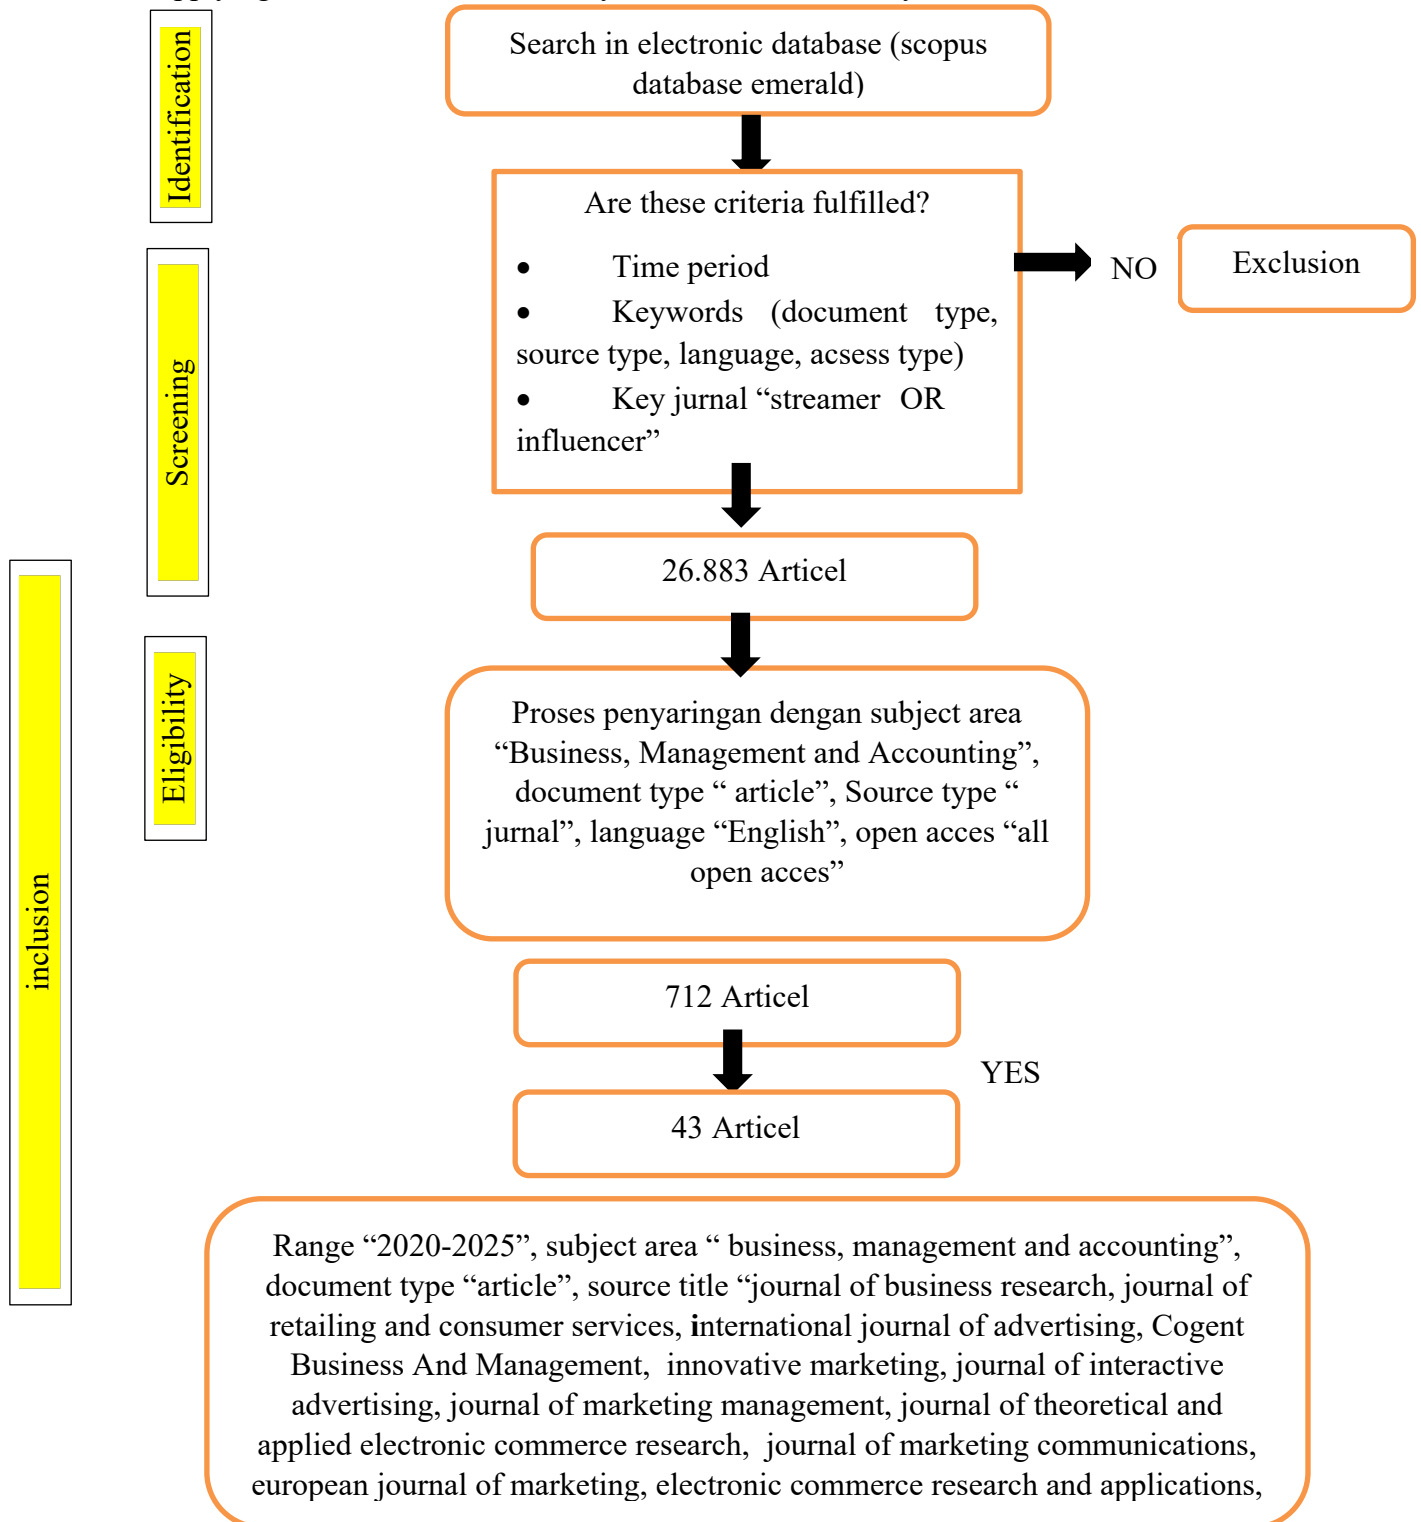 Search in electronic database (scopus
database emerald)
Identification
Are these criteria fulfilled?
• Time period
• Keywords (document type,
source type, language, acsess type)
• Key jurnal “streamer OR
influencer”
NO
Exclusion
Screening
26.883 Articel
Eligibility
Proses penyaringan dengan subject area
“Business, Management and Accounting”,
document type “ article”, Source type “
jurnal”, language “English”, open acces “all
open acces”
inclusion
712 Articel
YES
43 Articel
Range “2020-2025”, subject area “ business, management and accounting”,
document type “article”, source title “journal of business research, journal of
retailing and consumer services, international journal of advertising, Cogent
Business And Management, innovative marketing, journal of interactive
advertising, journal of marketing management, journal of theoretical and
applied electronic commerce research, journal of marketing communications,
european journal of marketing, electronic commerce research and applications,